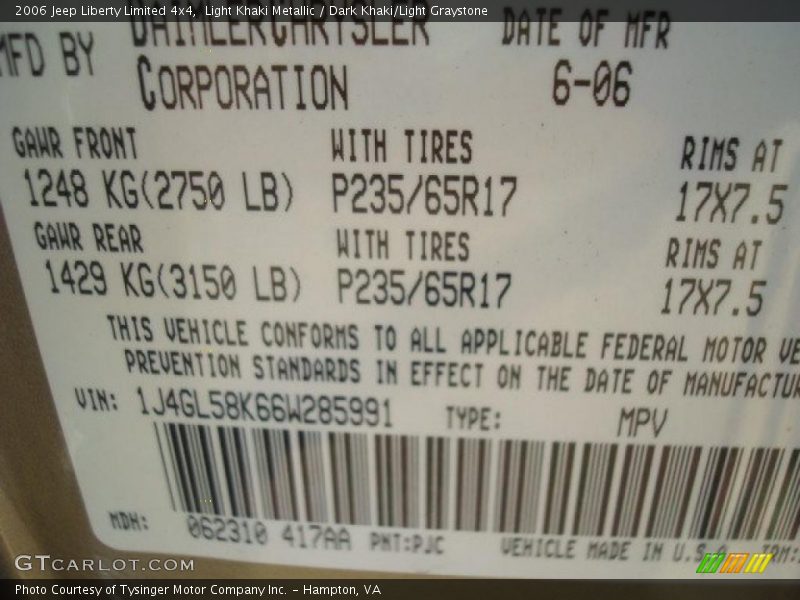 2006 Jeep Liberty Limited 4x4, Light Khaki Metallic / Dark Khaki/Light Graystone
MFD BY DAIMLERCHRYSLER CORPORATION DATE OF MFR 6-06
GAWR FRONT WITH TIRES RIMS AT
1248 KG(2750 LB) P235/65R17 17X7.5
GAWR REAR WITH TIRES RIMS AT
1429 KG(3150 LB) P235/65R17 17X7.5
THIS VEHICLE CONFORMS TO ALL APPLICABLE FEDERAL MOTOR VE
PREVENTION STANDARDS IN EFFECT ON THE DATE OF MANUFACTUR
VIN: 1J4GL58K66W285991 TYPE: MPV
MDH: 062310 417AA PNT:PJC VEHICLE MADE IN U.S.A. TRM:
GTCARLOT.COM
Photo Courtesy of Tysinger Motor Company Inc. - Hampton, VA